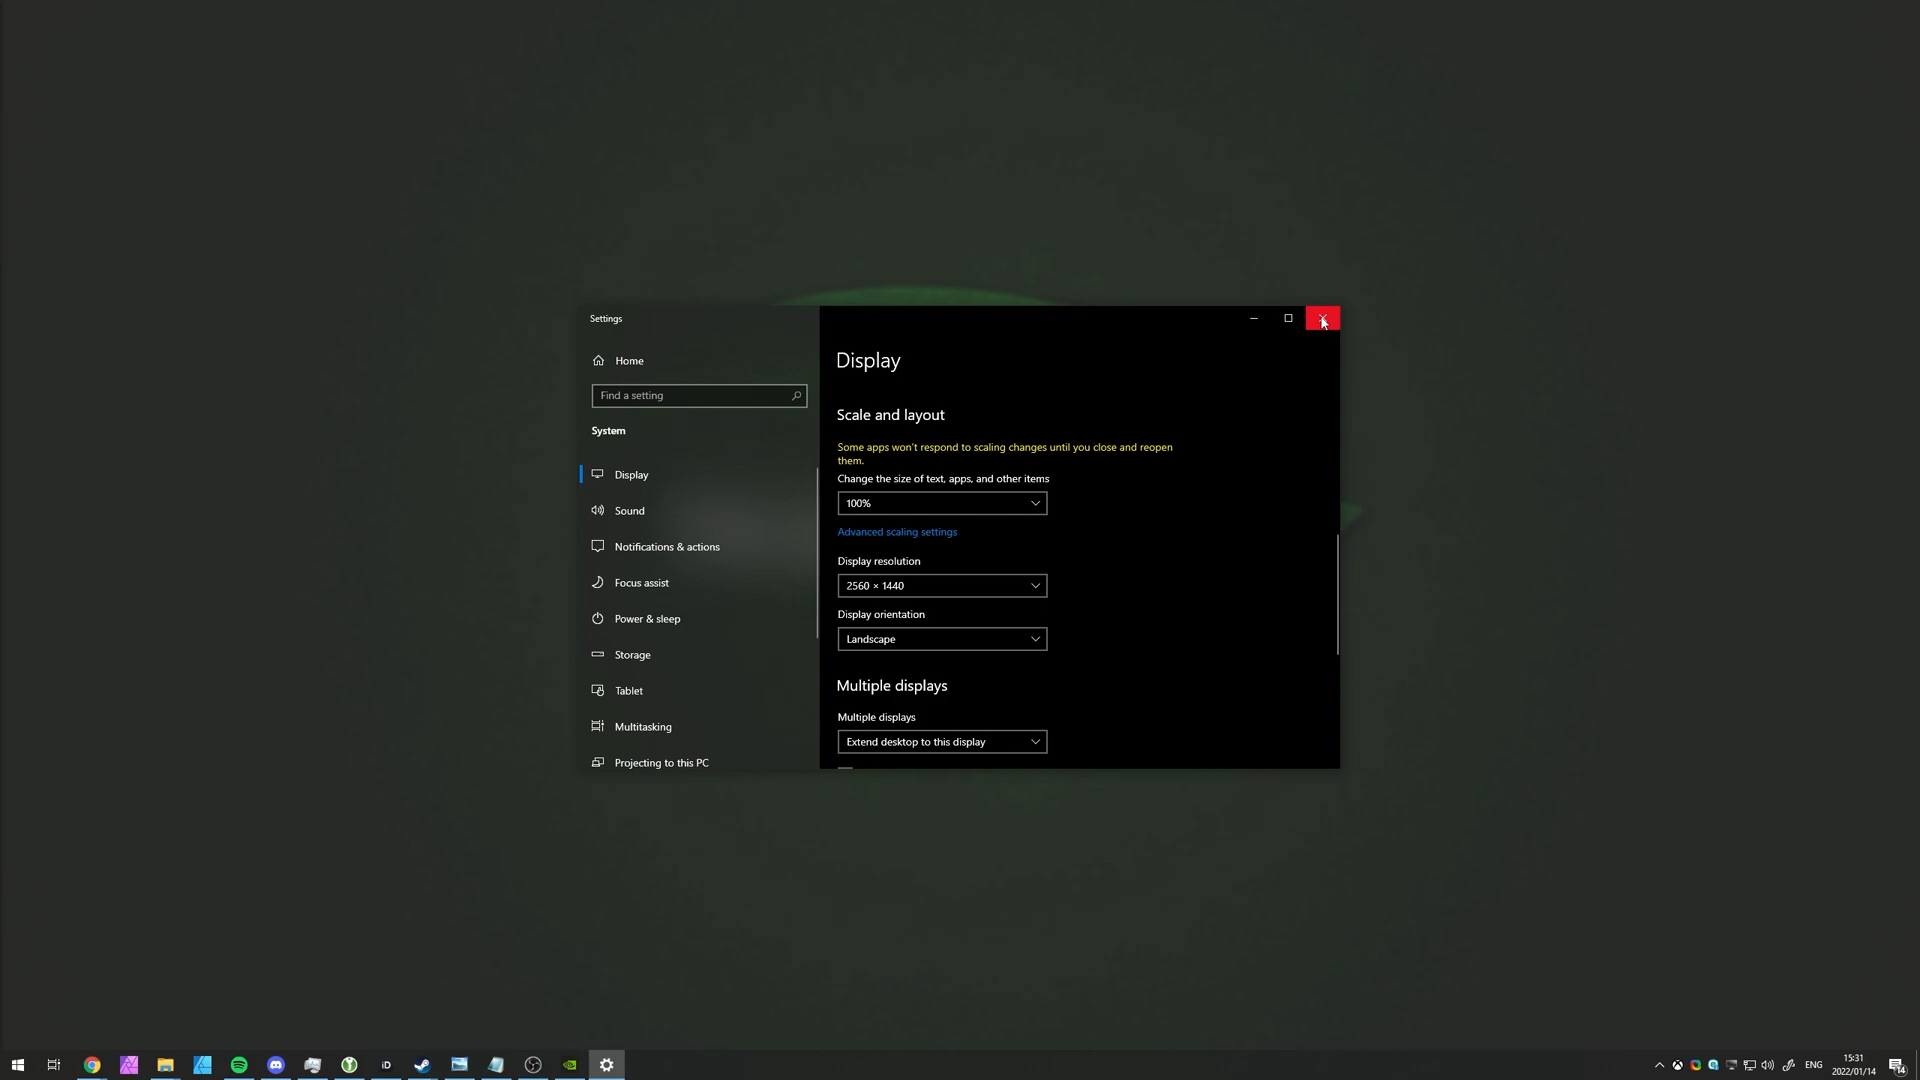 Settings
Home
Find a setting
System
Display
Sound
Notifications & actions
Focus assist
Power & sleep
Storage
Tablet
Multitasking
Projecting to this PC
Display
Scale and layout
Some apps won't respond to scaling changes until you close and reopen
them.
Change the size of text, apps, and other items
100%
Advanced scaling settings
Display resolution
2560 × 1440
Display orientation
Landscape
Multiple displays
Multiple displays
Extend desktop to this display
iD
ENG
15:31
2022/01/14
14